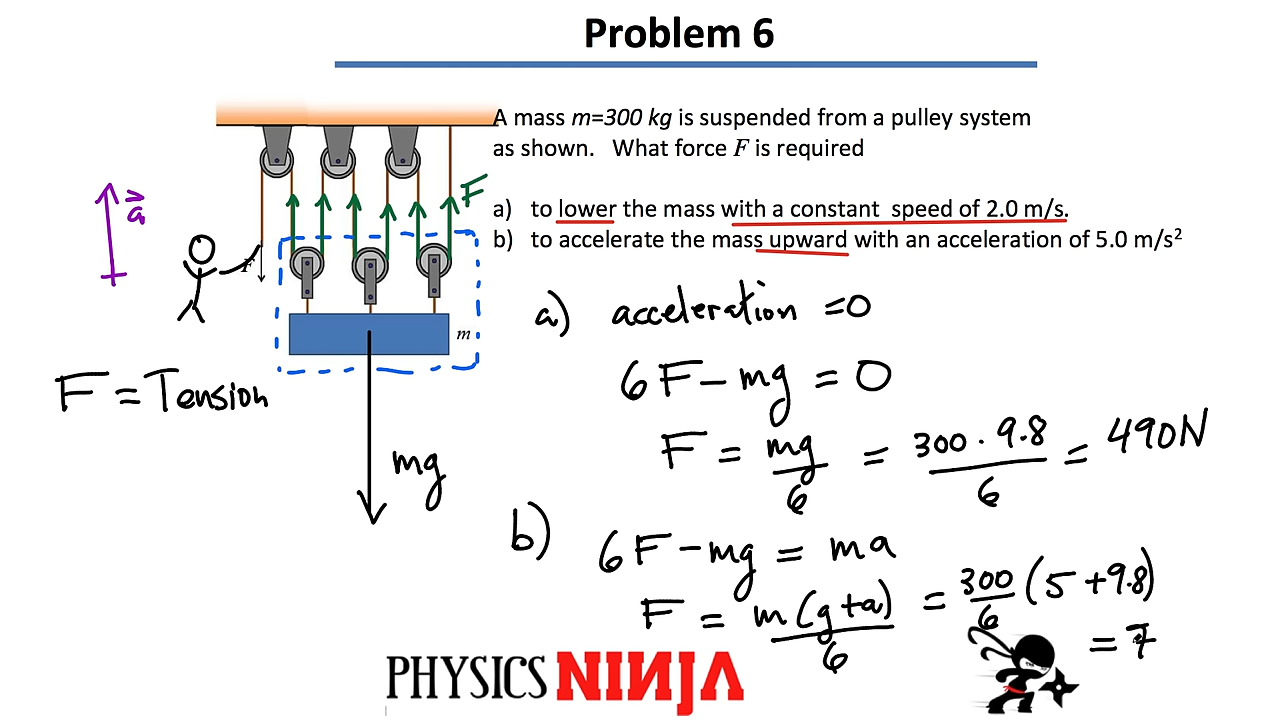 Problem 6
A mass m=300 kg is suspended from a pulley system
as shown. What force F is required
a) to lower the mass with a constant speed of 2.0 m/s.
b) to accelerate the mass upward with an acceleration of 5.0 m/s²
F
a⃗
F
m
F = Tension
mg
a) acceleration = 0
6F - mg = 0
F = mg/6 = 300 · 9.8/6 = 490N
b) 6F - mg = ma
F = m(g+a)/6 = 300/6 (5 + 9.8)
= 7
PHYSICS NINJA